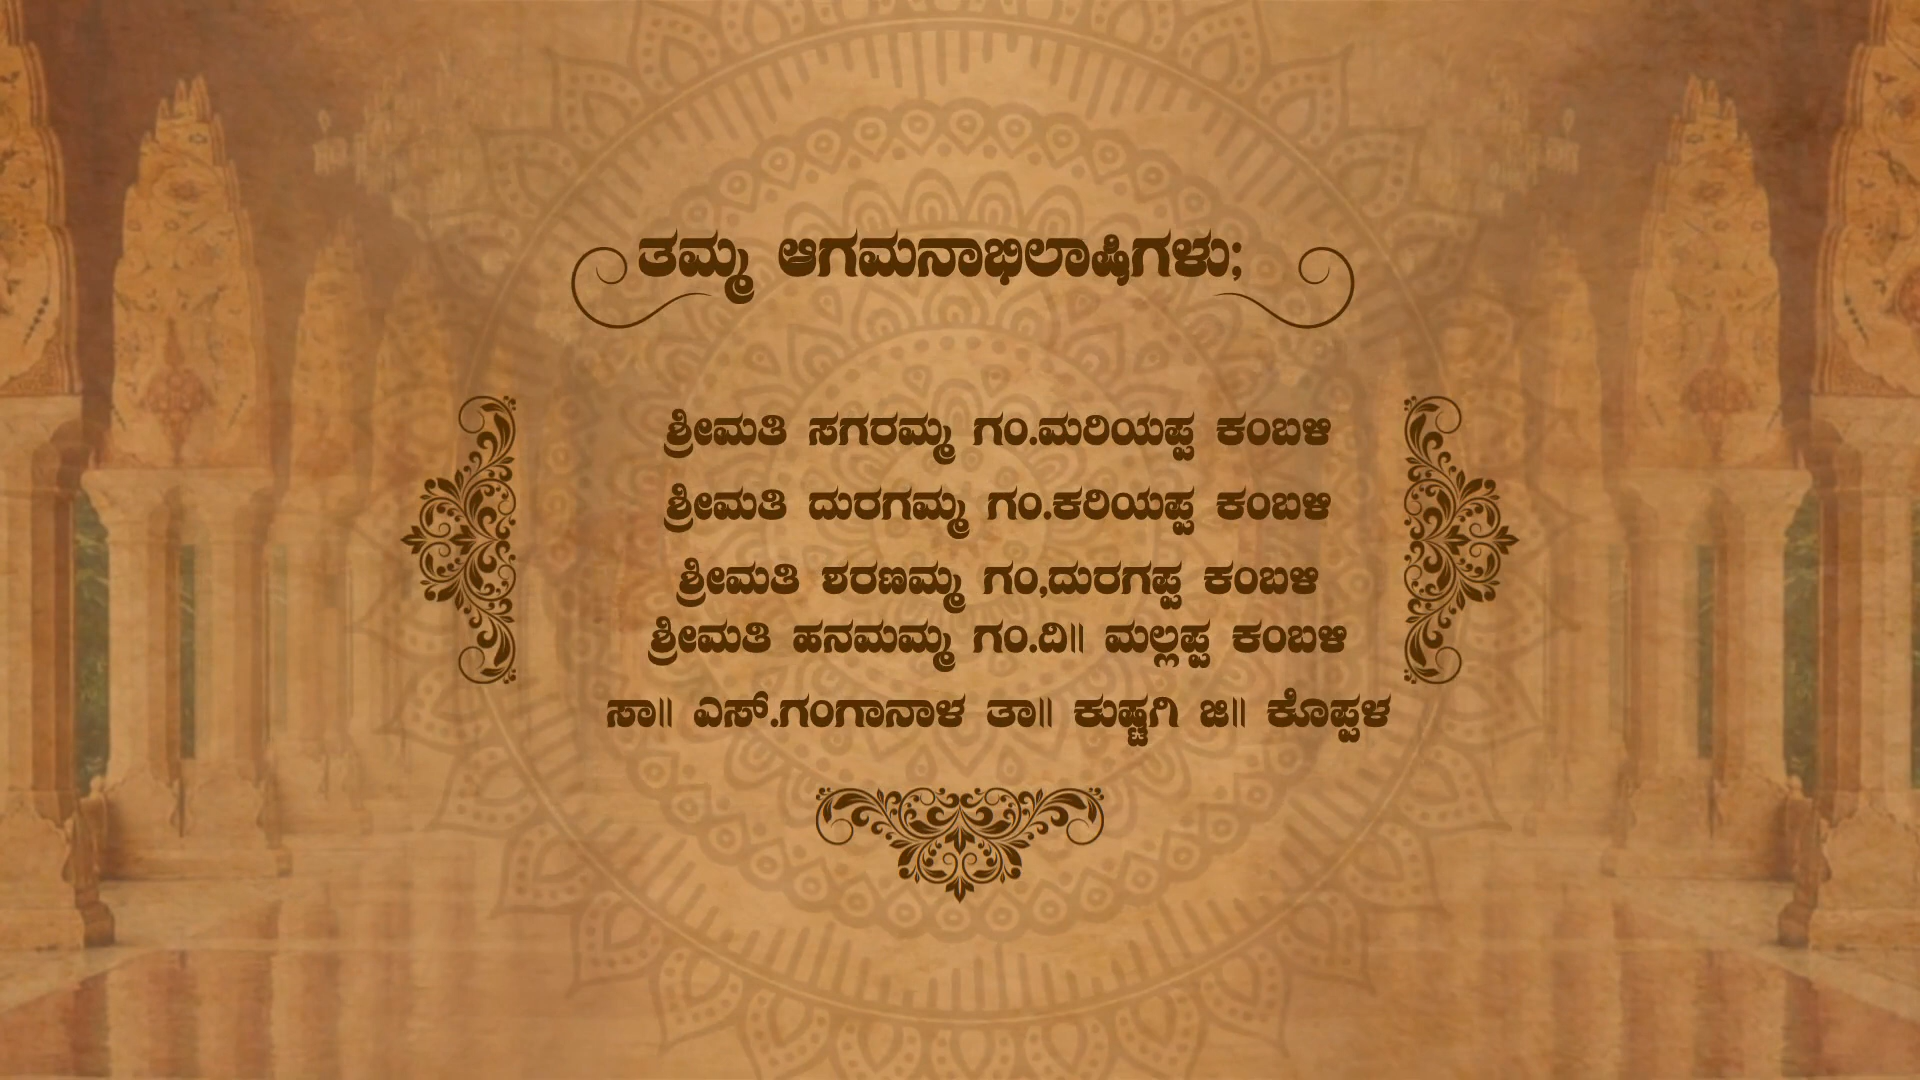 ತಮ್ಮ ಆಗಮನಾಭಿಲಾಷಿಗಳು;
ಶ್ರೀಮತಿ ಸಗರಮ್ಮ ಗಂ.ಮರಿಯಪ್ಪ ಕಂಬಳಿ
ಶ್ರೀಮತಿ ದುರಗಮ್ಮ ಗಂ.ಕರಿಯಪ್ಪ ಕಂಬಳಿ
ಶ್ರೀಮತಿ ಶರಣಮ್ಮ ಗಂ,ದುರಗಪ್ಪ ಕಂಬಳಿ
ಶ್ರೀಮತಿ ಹನಮಮ್ಮ ಗಂ.ದಿ॥ ಮಲ್ಲಪ್ಪ ಕಂಬಳಿ
ಸಾ॥ ಎಸ್.ಗಂಗಾನಾಳ ತಾ॥ ಕುಷ್ಟಗಿ ಜಿ॥ ಕೊಪ್ಪಳ